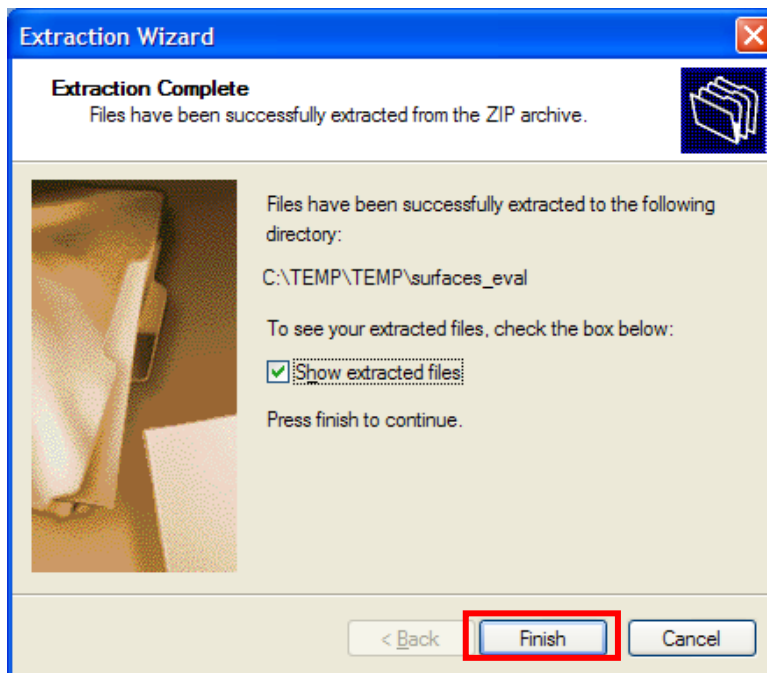 Extraction Wizard
Extraction Complete
Files have been successfully extracted from the ZIP archive.
Files have been successfully extracted to the following
directory:
C:\TEMP\TEMP\surfaces_eval
To see your extracted files, check the box below:
Show extracted files
Press finish to continue.
< Back Finish Cancel